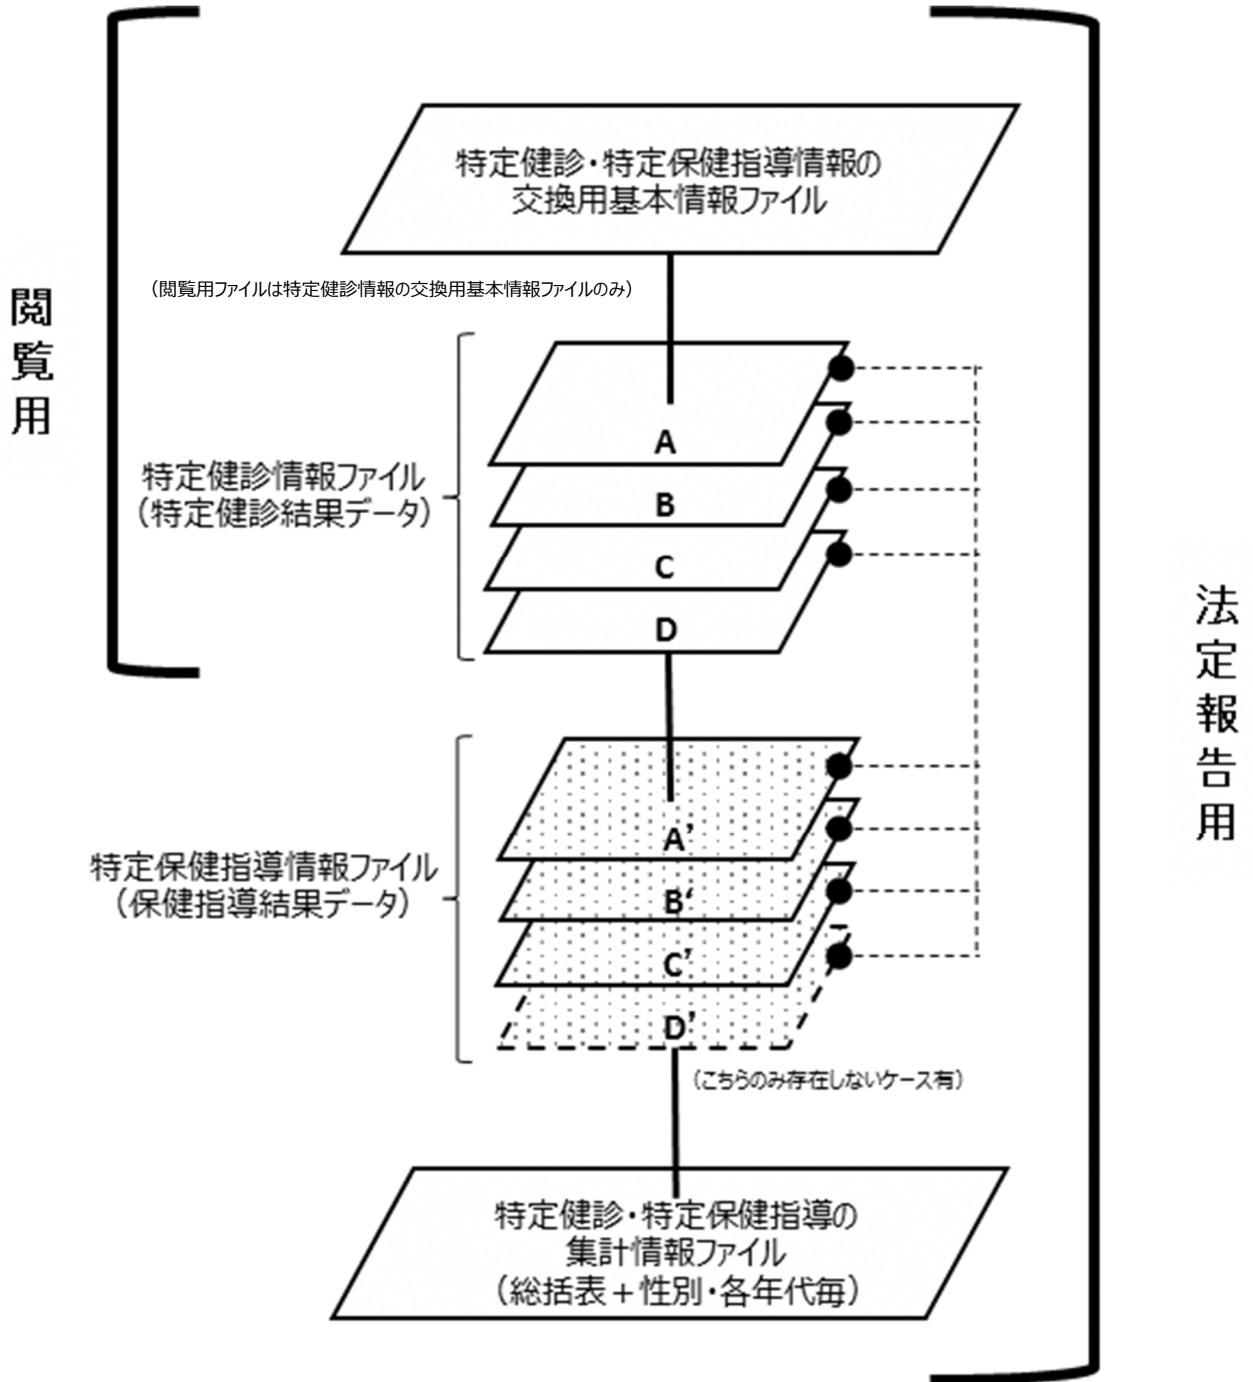 特定健診・特定保健指導情報の
交換用基本情報ファイル
（閲覧用ファイルは特定健診情報の交換用基本情報ファイルのみ）
閲覧用
A
B
C
D
特定健診情報ファイル
（特定健診結果データ）
法定報告用
A’
B‘
C’
D’
特定保健指導情報ファイル
（保健指導結果データ）
（こちらのみ存在しないケース有）
特定健診・特定保健指導の
集計情報ファイル
（総括表＋性別・各年代毎）